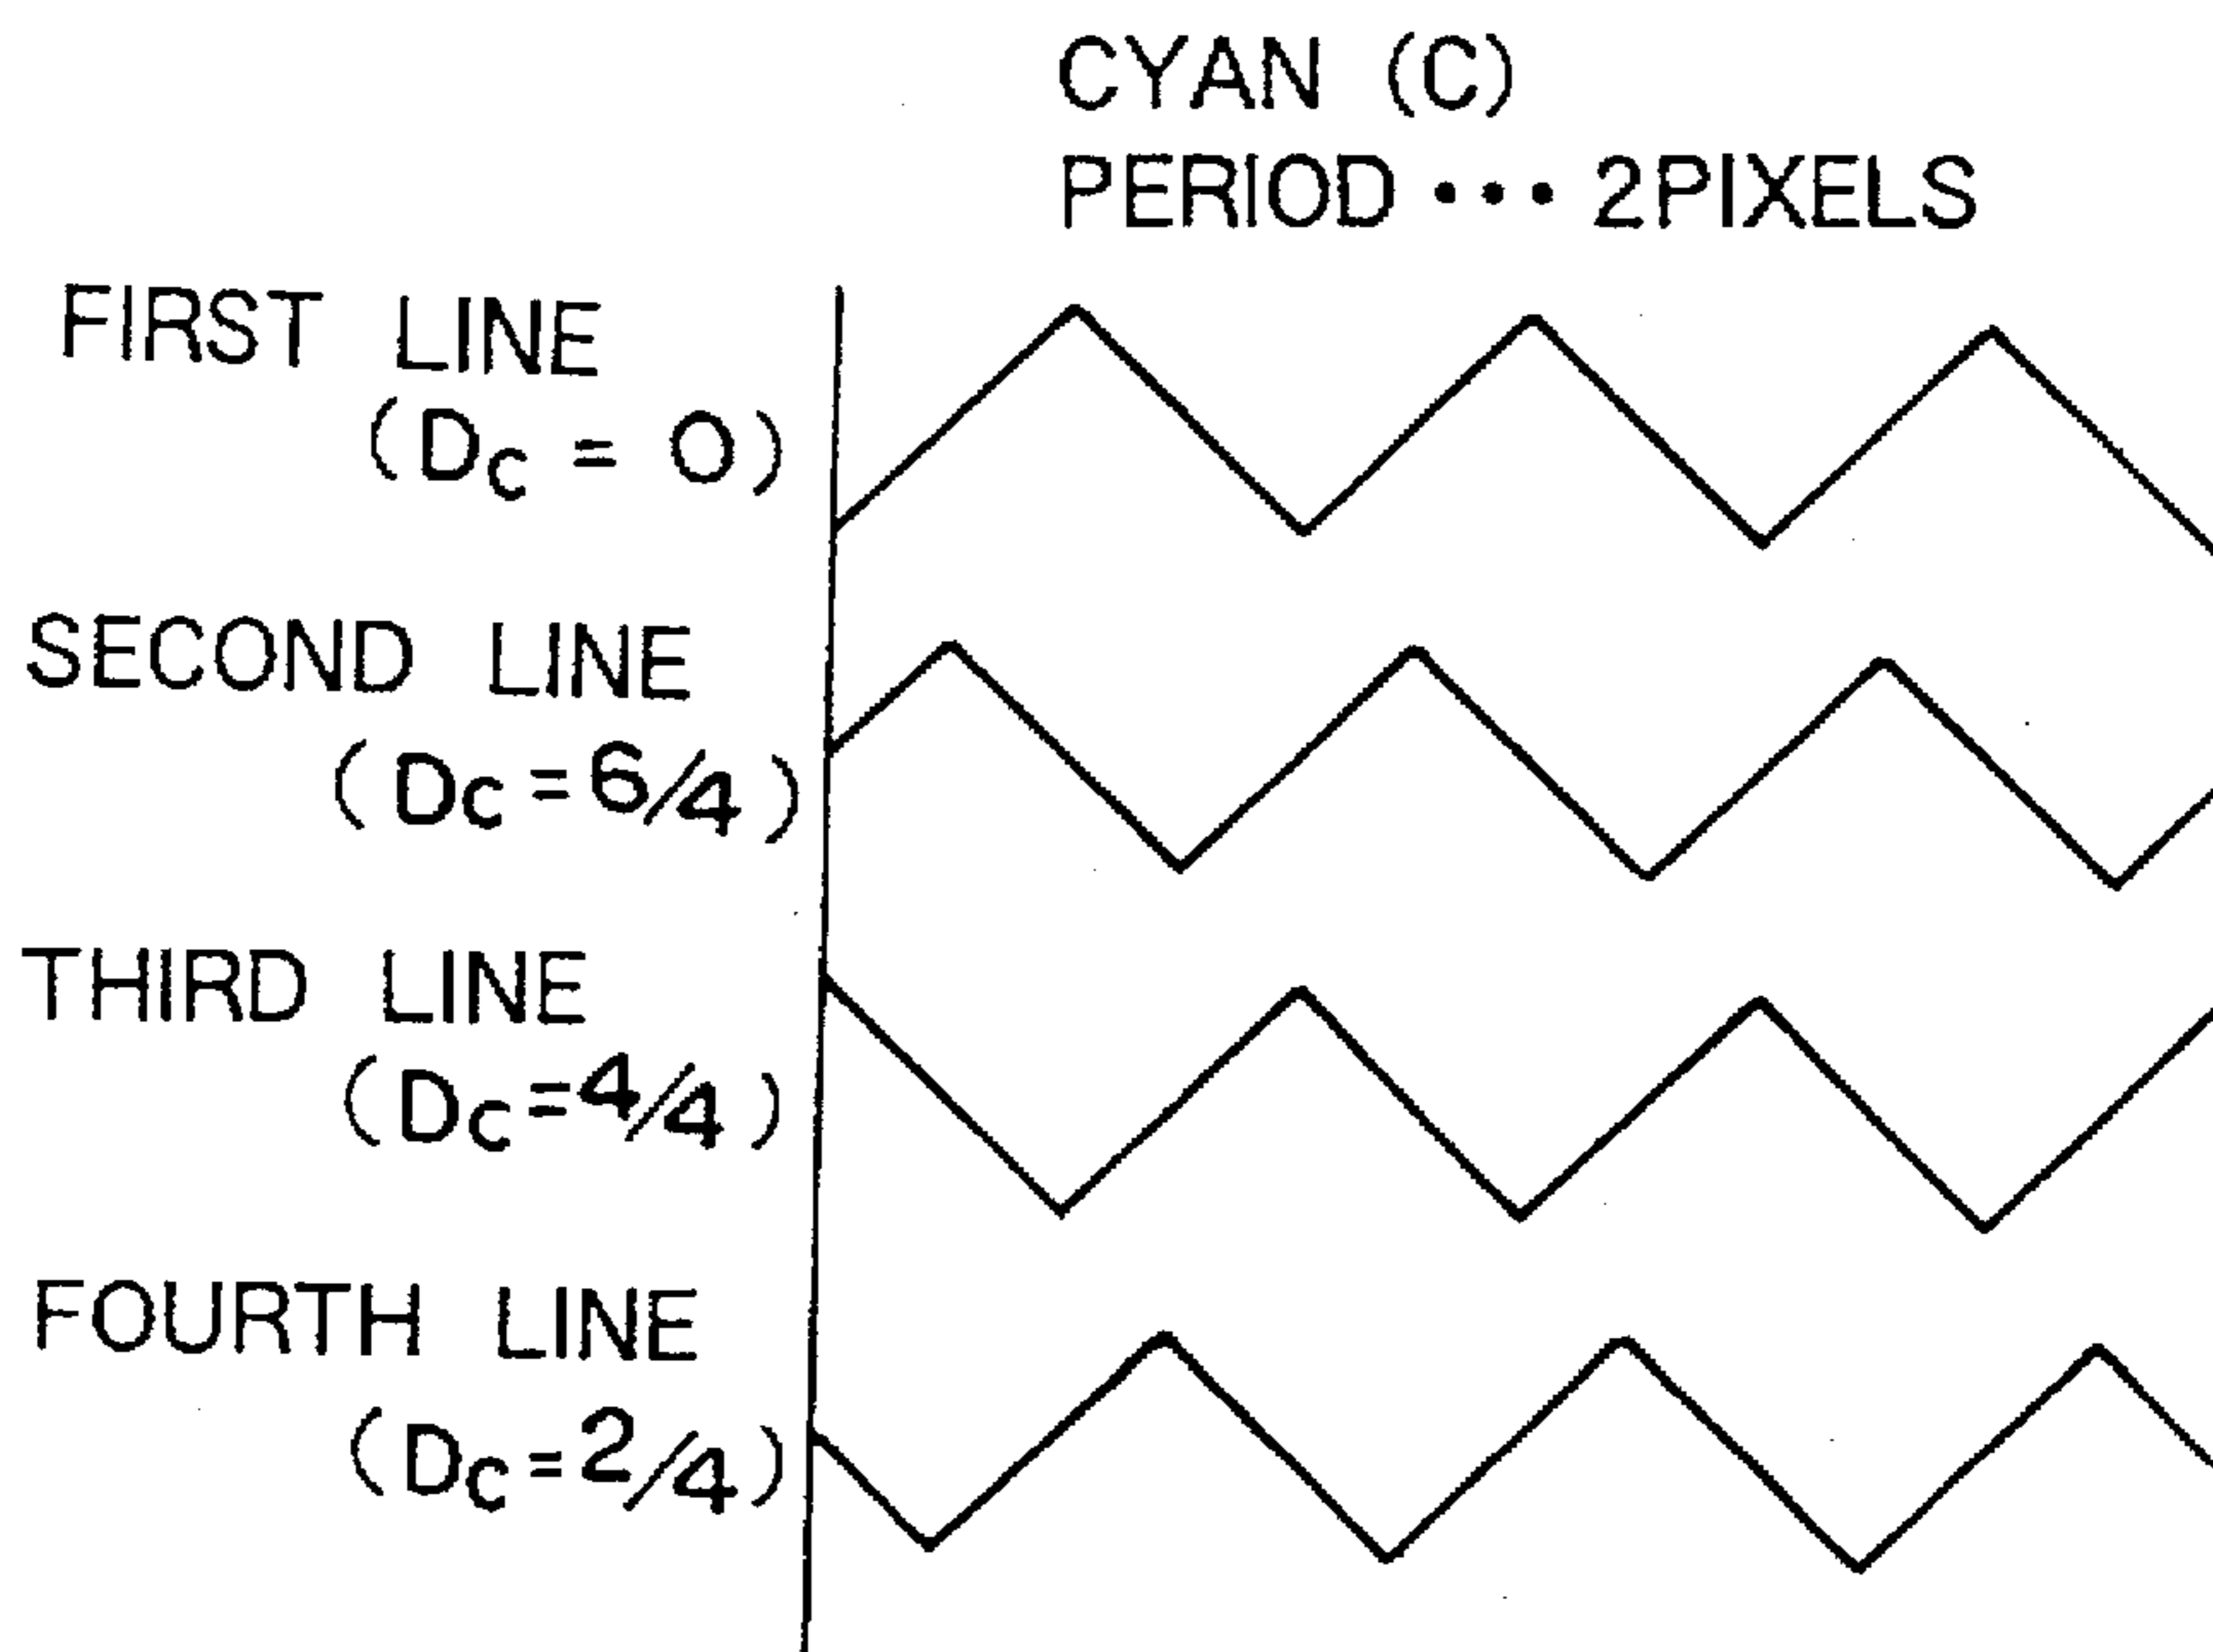 CYAN (C)
PERIOD ••• 2PIXELS
FIRST LINE
(Dc = 0)
SECOND LINE
(Dc = 6/4)
THIRD LINE
(Dc = 4/4)
FOURTH LINE
(Dc = 2/4)